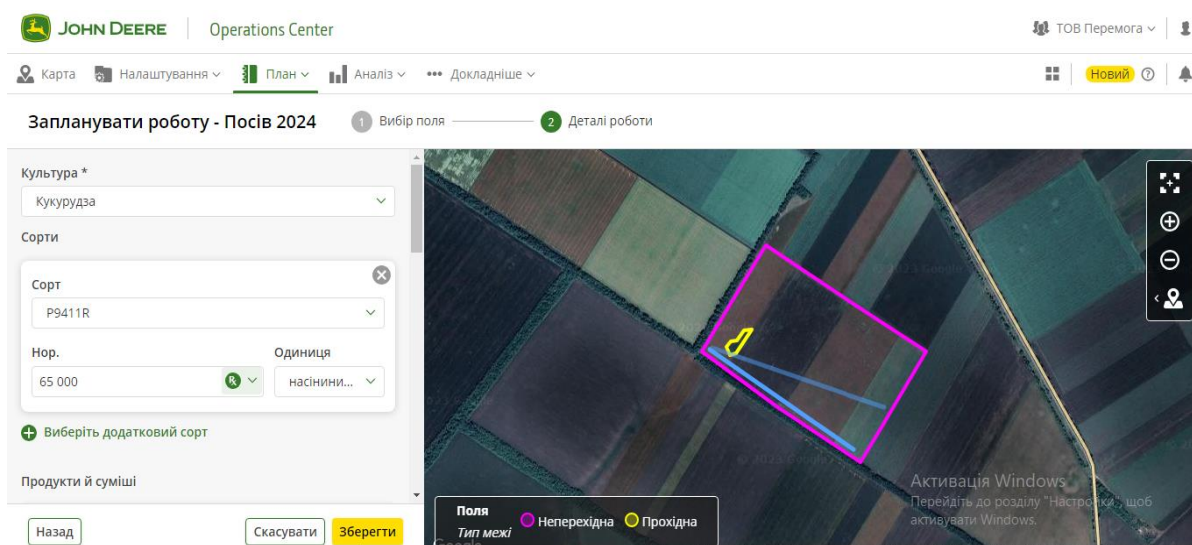 JOHN DEERE
Operations Center
ТОВ Перемога
Карта
Налаштування
План
Аналіз
Докладніше
Новий
Запланувати роботу - Посів 2024
1 Вибір поля
2 Деталі роботи
Культура *
Кукурудза
Сорти
Сорт
P9411R
Нор.
Одиниця
65 000
насінини...
Виберіть додатковий сорт
Продукти й суміші
Назад
Скасувати
Зберегти
Поля
Тип межі
Неперехідна
Прохідна
Google
Активація Windows
Перейдіть до розділу "Настройки", щоб
активувати Windows.